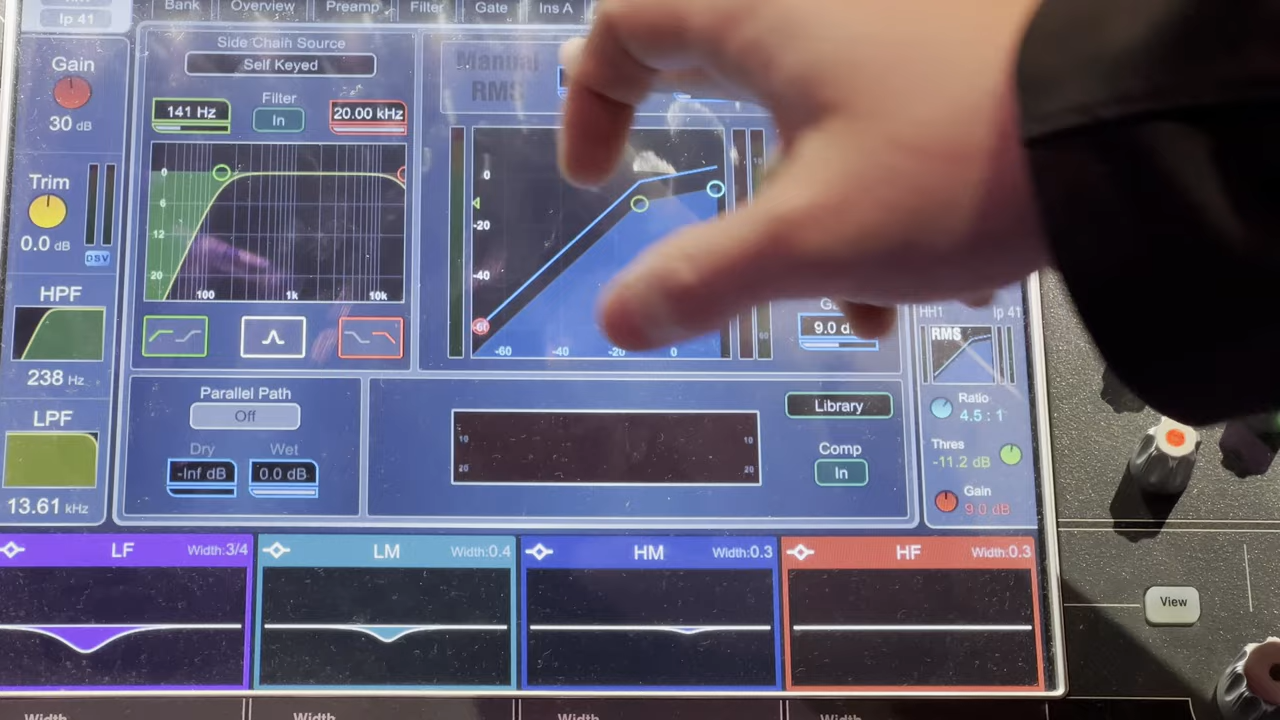 Ip 41
Bank
Overview
Preamp
Filter
Gate
Ins A
Gain
30 dB
Trim
0.0 dB
DSV
HPF
238 Hz
LPF
13.61 kHz
Side Chain Source
Self Keyed
141 Hz
Filter
In
20.00 kHz
0
6
12
20
100
1k
10k
Manual
RMS
0
-20
-40
-60
-60
-40
-20
0
60
9.0
Parallel Path
Off
Dry
Wet
-Inf dB
0.0 dB
10
20
10
20
Library
Comp
In
HH1
Ip 41
RMS
Ratio
4.5 : 1
Thres
-11.2 dB
Gain
9.0 dB
LF
Width:3/4
LM
Width:0.4
HM
Width:0.3
HF
Width:0.3
View
Width
Width
Width
Width